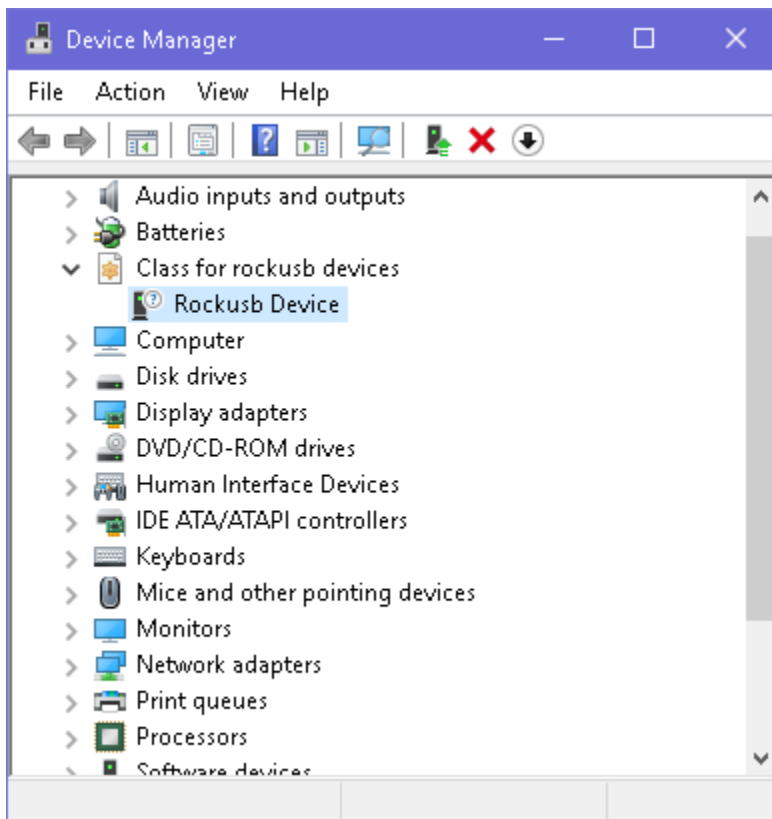 Device Manager
File Action View Help
Audio inputs and outputs
Batteries
Class for rockusb devices
Rockusb Device
Computer
Disk drives
Display adapters
DVD/CD-ROM drives
Human Interface Devices
IDE ATA/ATAPI controllers
Keyboards
Mice and other pointing devices
Monitors
Network adapters
Print queues
Processors
Software devices